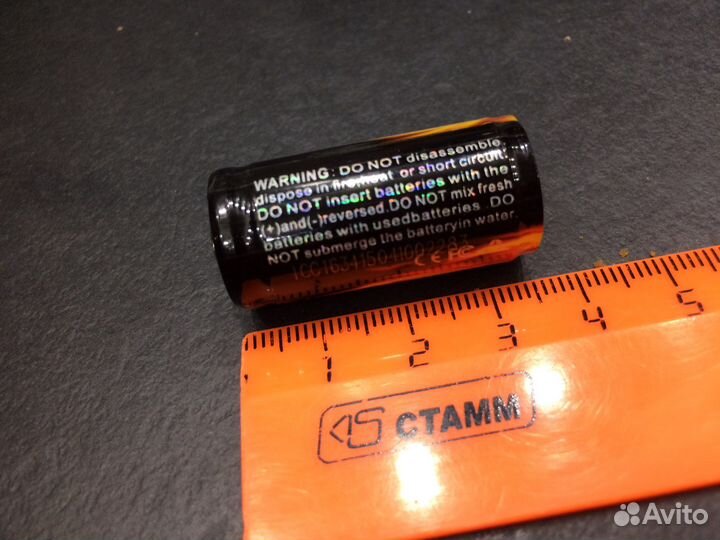 WARNING: DO NOT disassemble,
dispose in fire,heat or short circuit
DO NOT insert batteries with the
(+)and(-)reversed.DO NOT mix fresh
batteries with usedbatteries. DO
NOT submerge the batteryin water.
CE FC
1 2 3 4 5
СТАММ
Avito